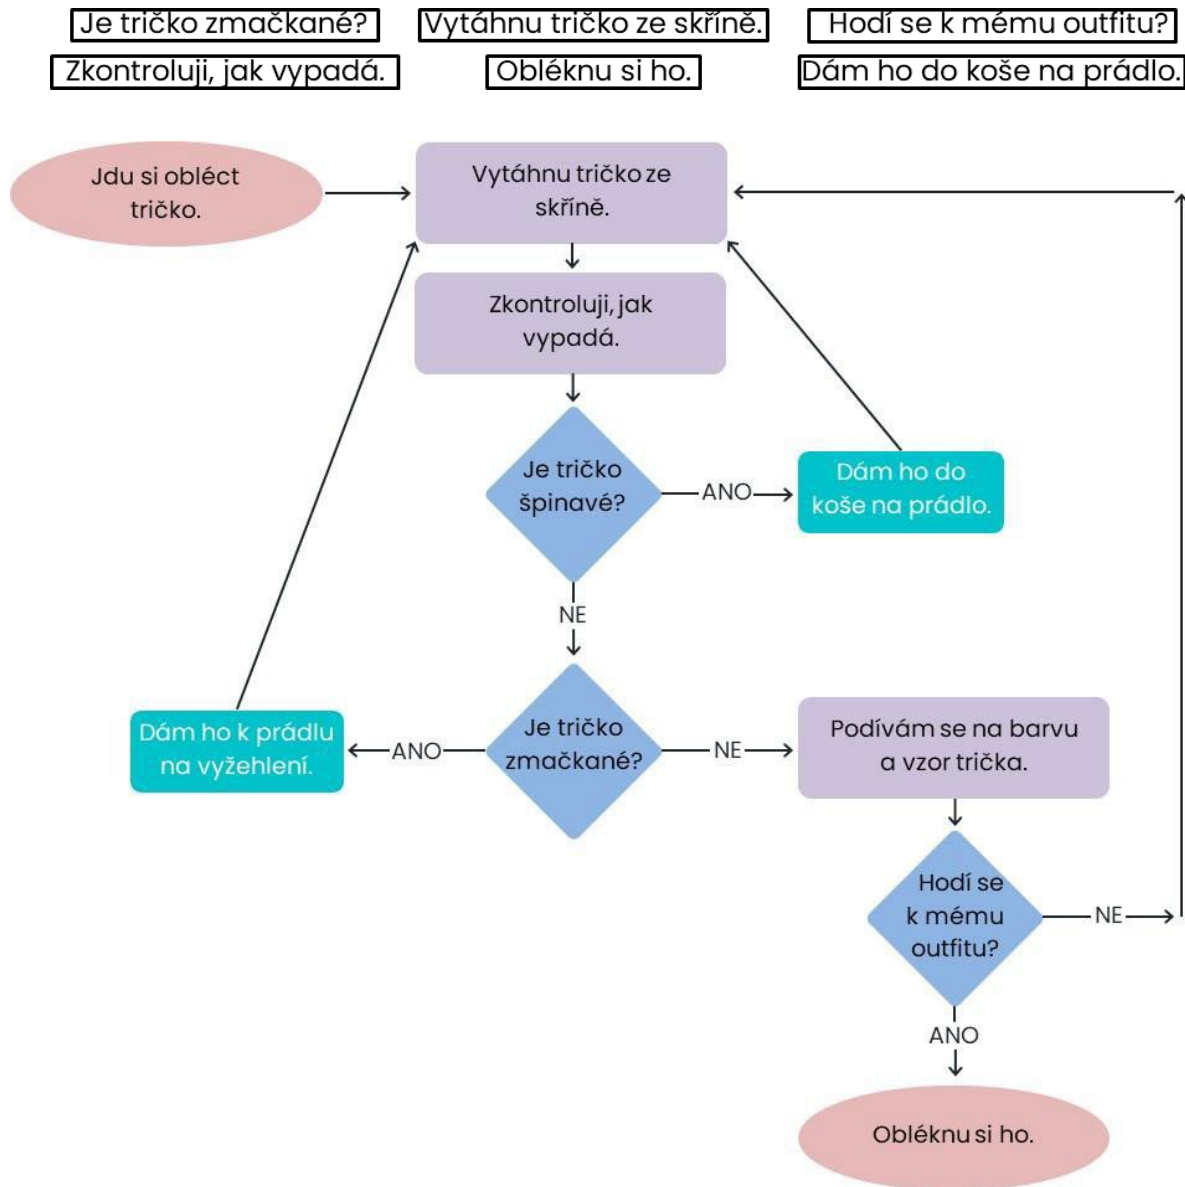 Je tričko zmačkané?
Vytáhnu tričko ze skříně.
Hodí se k mému outfitu?
Zkontroluji, jak vypadá.
Obléknu si ho.
Dám ho do koše na prádlo.
Jdu si obléct
tričko.
Vytáhnu tričko ze
skříně.
Zkontroluji, jak
vypadá.
Je tričko
špinavé?
ANO
Dám ho do
koše na prádlo.
NE
Dám ho k prádlu
na vyžehlení.
ANO
Je tričko
zmačkané?
NE
Podívám se na barvu
a vzor trička.
Hodí se
k mému
outfitu?
NE
ANO
Obléknu si ho.